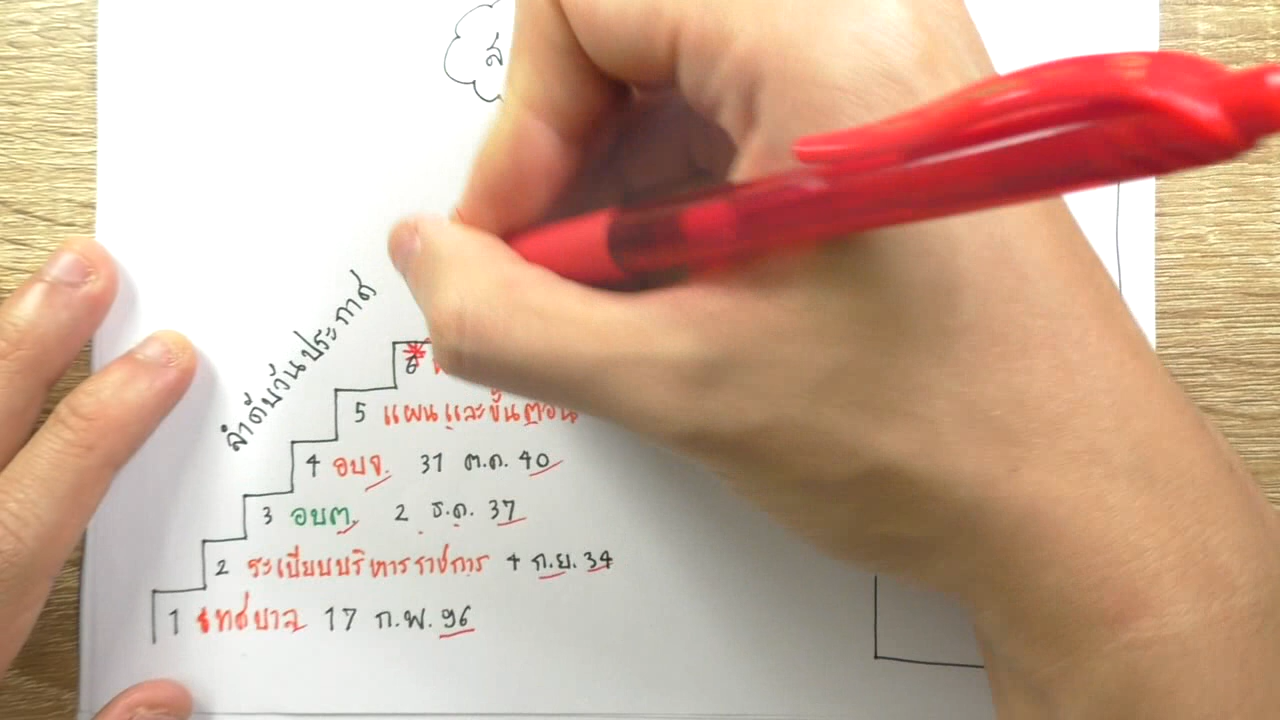 ส
ลำดับวันประกาศ
6
5 แผนและขั้นตอน
4 อบจ. 31 ต.ค. 40
3 อบต. 2 ธ.ค. 37
2 ระเบียบบริหารราชการ 4 ก.ย. 34
1 เทศบาล 17 ก.พ. 96